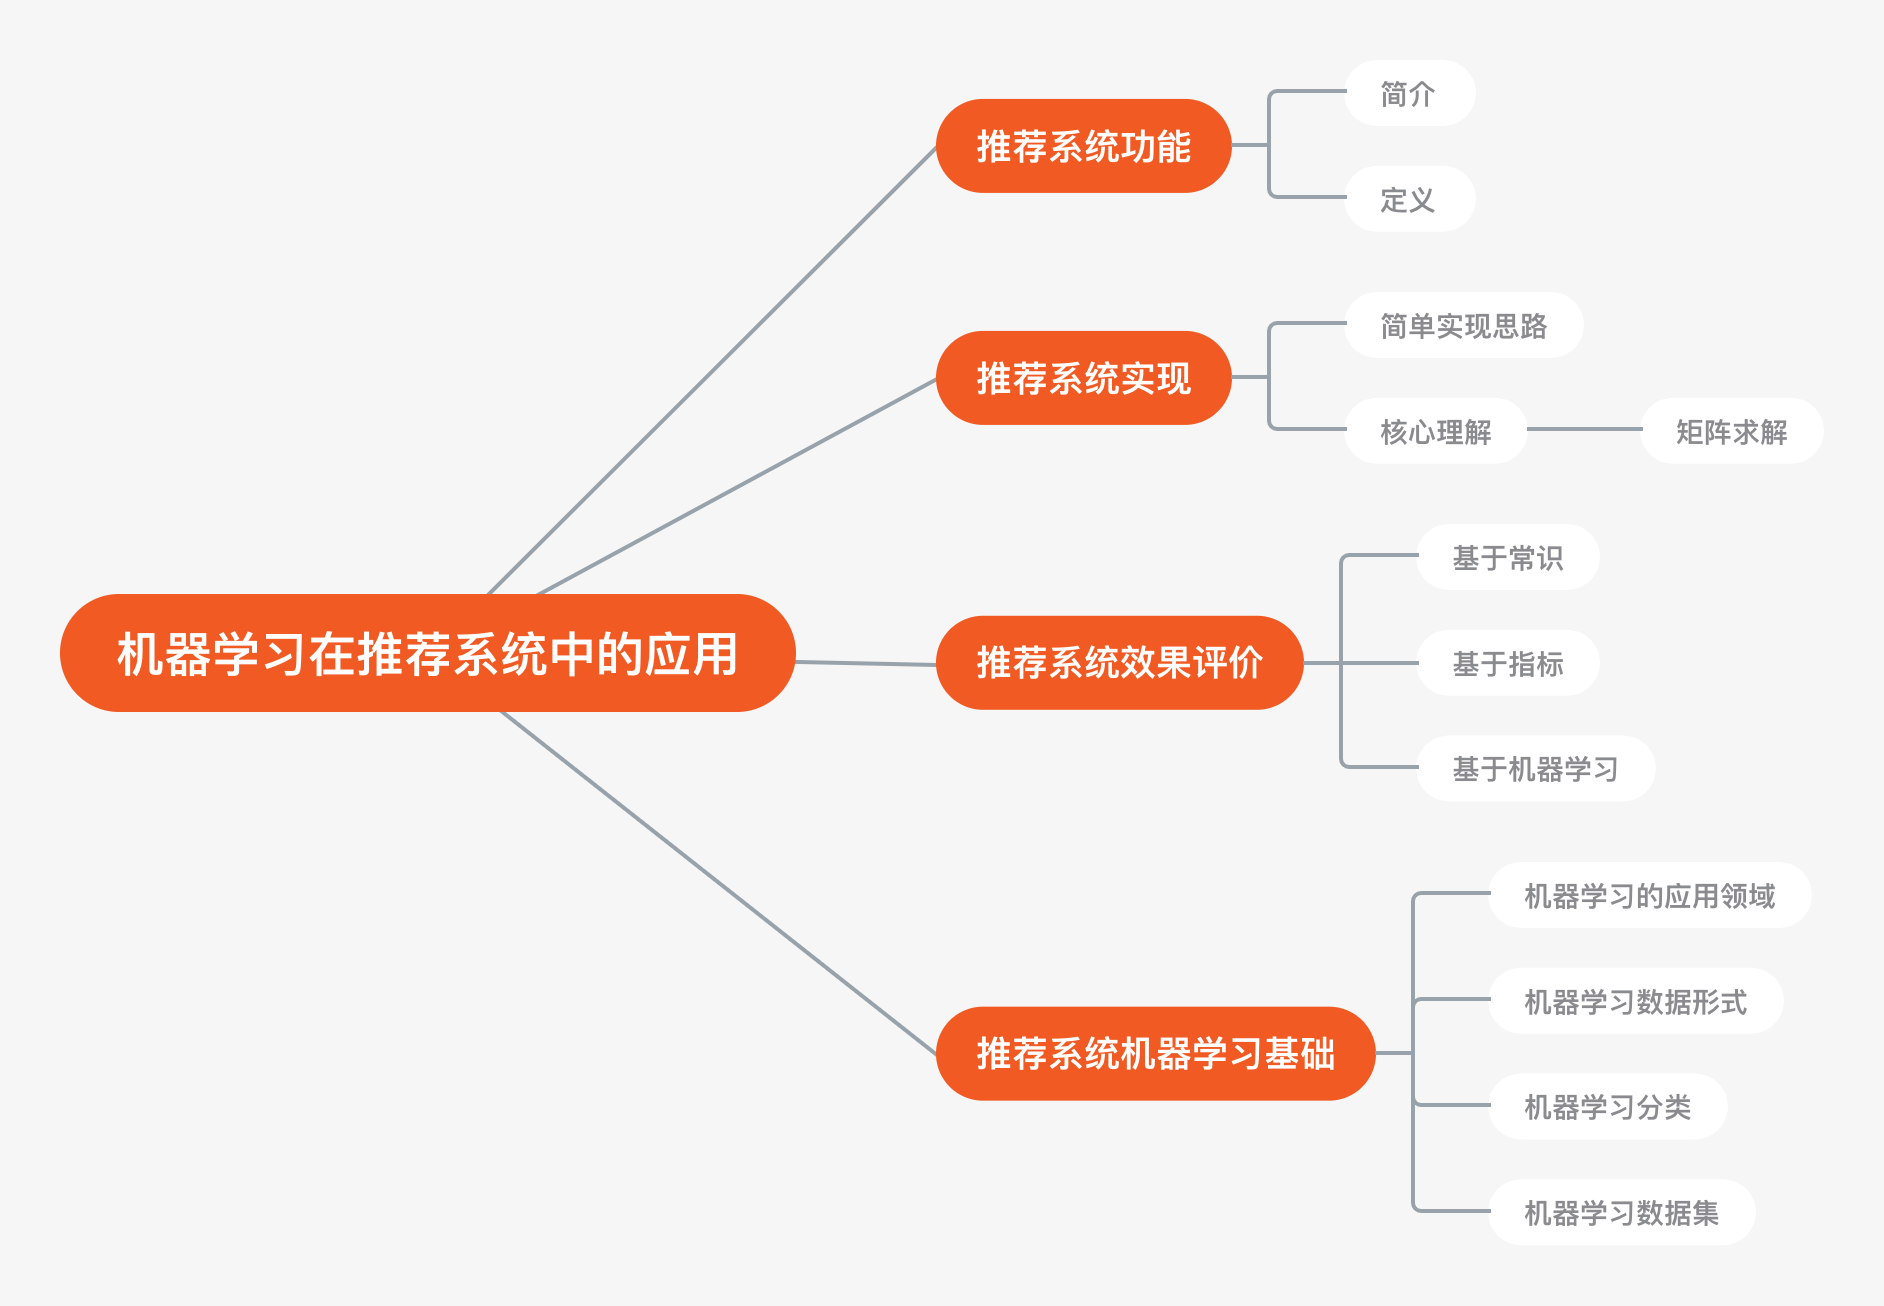 机器学习在推荐系统中的应用
推荐系统功能
简介
定义
推荐系统实现
简单实现思路
核心理解
矩阵求解
推荐系统效果评价
基于常识
基于指标
基于机器学习
推荐系统机器学习基础
机器学习的应用领域
机器学习数据形式
机器学习分类
机器学习数据集